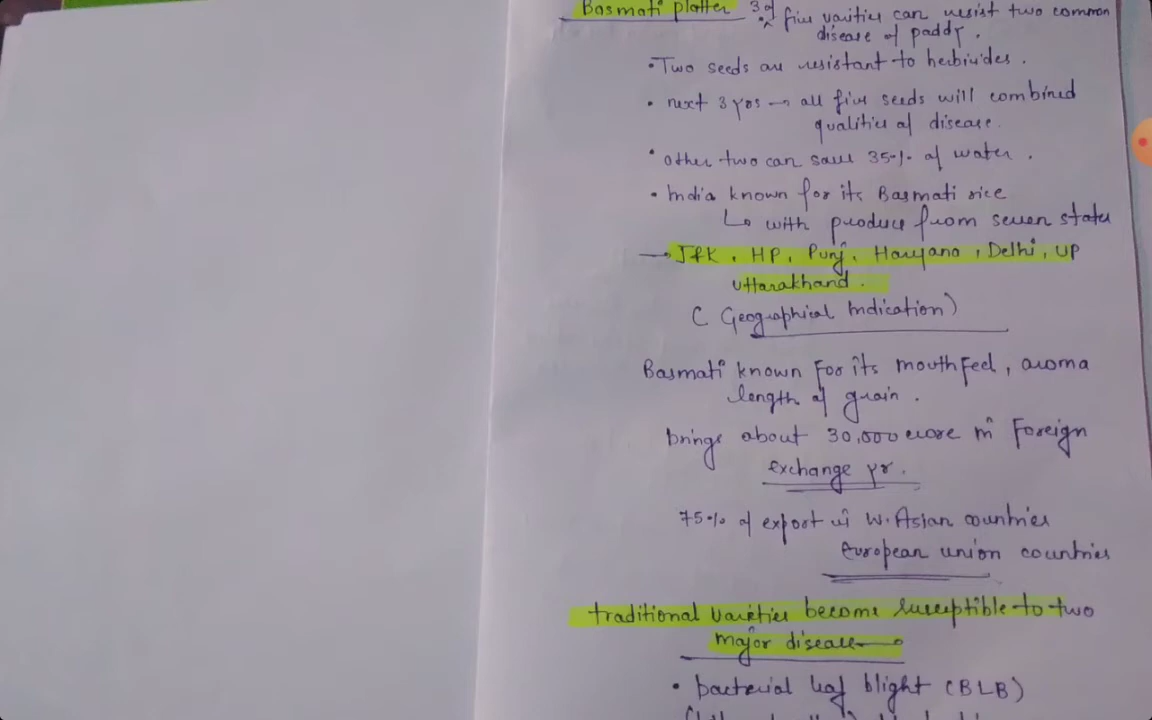 Basmati platter 3 of
five varities can resist two common
disease of paddy.
• Two seeds are resistant to herbicides.
• next 3 yrs → all five seeds will combined
qualities of disease.
• other two can save 35% of water.
• India known for its Basmati rice
↳ with produce from seven states
→ J&K, HP, Punj, Haryana, Delhi, UP
Uttarakhand.
(Geographical Indication)
Basmati known for its mouthfeel, aroma
length of grain.
brings about 30,000 crore in Foreign
exchange yr.
75% of export in W. Asian countries
European union countries
traditional varieties become susceptible to two
major disease →
• bacterial leaf blight (BLB)